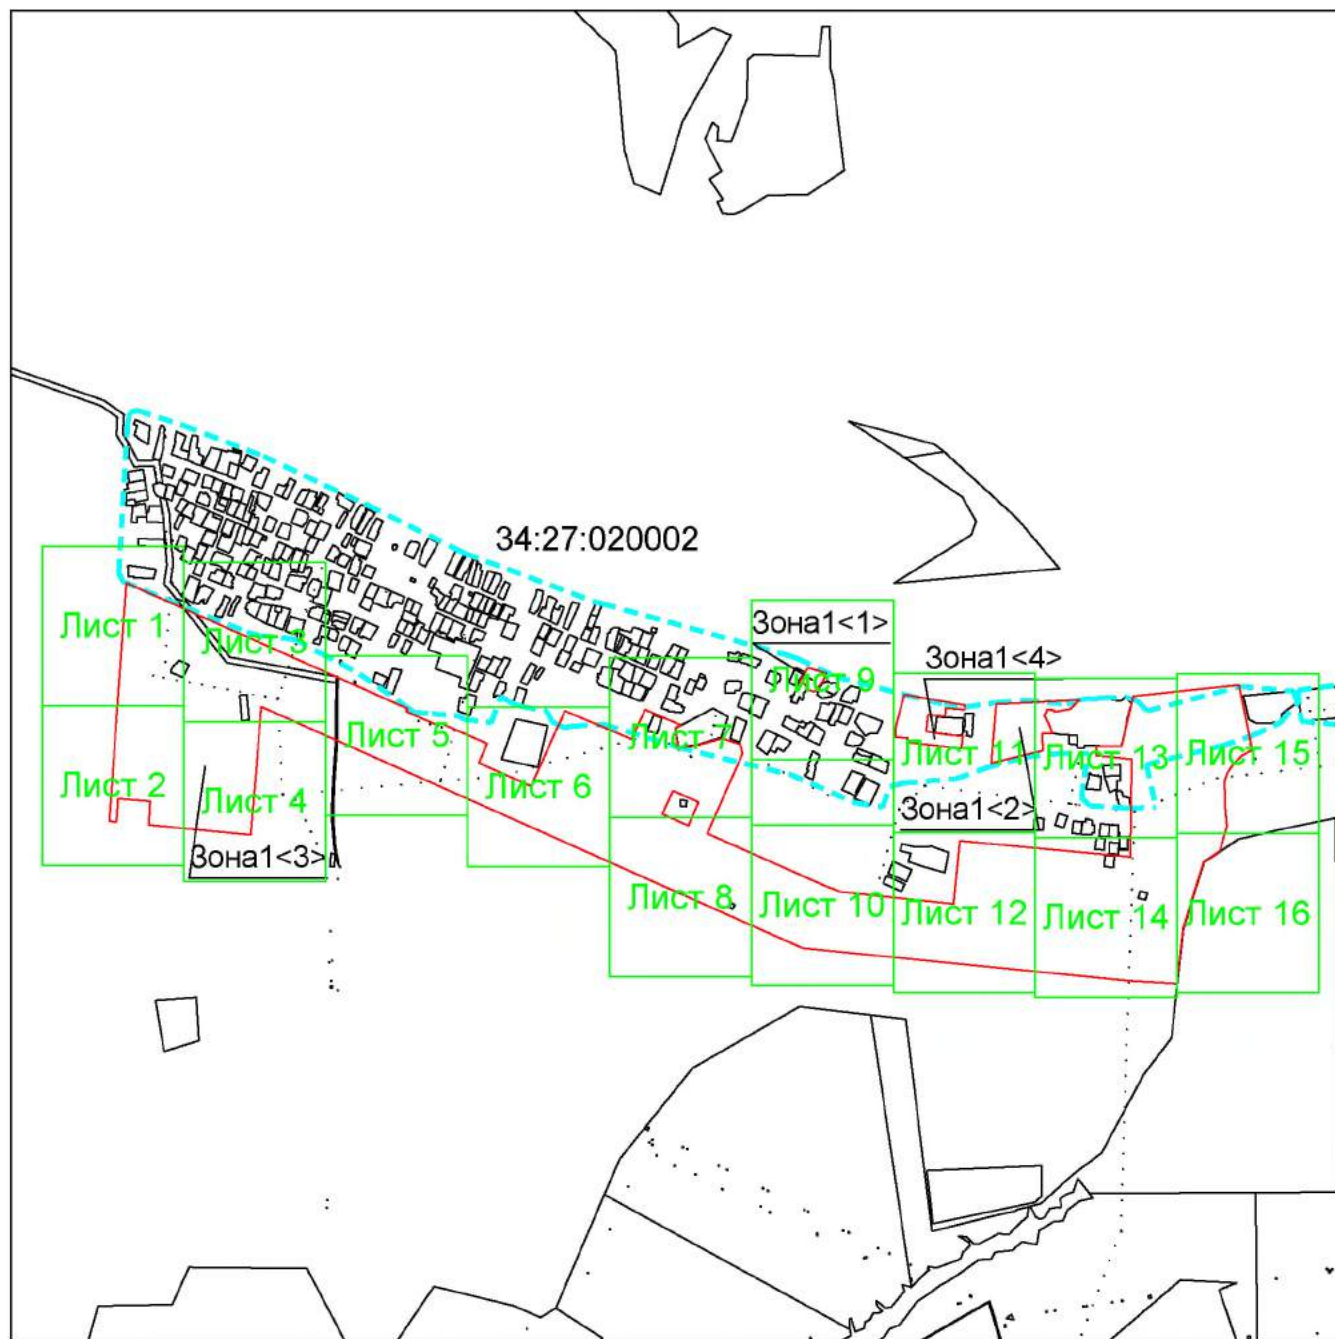 34:27:020002
Зона1<1>
Лист 1
Лист 3
Зона1<4>
Лист 9
Лист 5
Лист 7
Лист 11
Лист 13
Лист 15
Лист 2
Лист 4
Лист 6
Зона1<2>
Зона1<3>
Лист 8
Лист 10
Лист 12
Лист 14
Лист 16